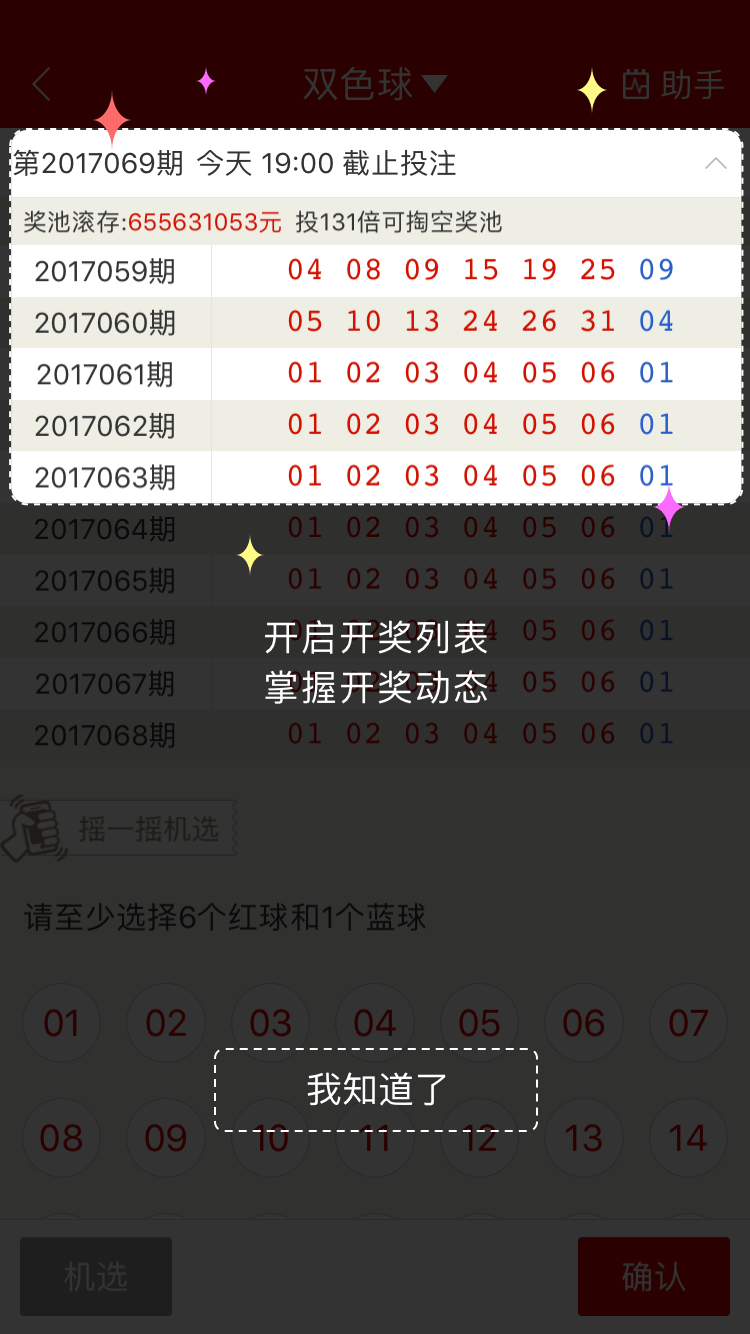 双色球 助手
第2017069期 今天 19:00 截止投注
奖池滚存:655631053元 投131倍可掏空奖池
2017059期 04 08 09 15 19 25 09
2017060期 05 10 13 24 26 31 04
2017061期 01 02 03 04 05 06 01
2017062期 01 02 03 04 05 06 01
2017063期 01 02 03 04 05 06 01
2017064期 01 02 03 04 05 06 01
2017065期 01 02 03 04 05 06 01
2017066期 01 02 03 04 05 06 01
开启开奖列表
2017067期 01 02 03 04 05 06 01
掌握开奖动态
2017068期 01 02 03 04 05 06 01
摇一摇机选
请至少选择6个红球和1个蓝球
01 02 03 04 05 06 07
我知道了
08 09 10 11 12 13 14
机选 确认